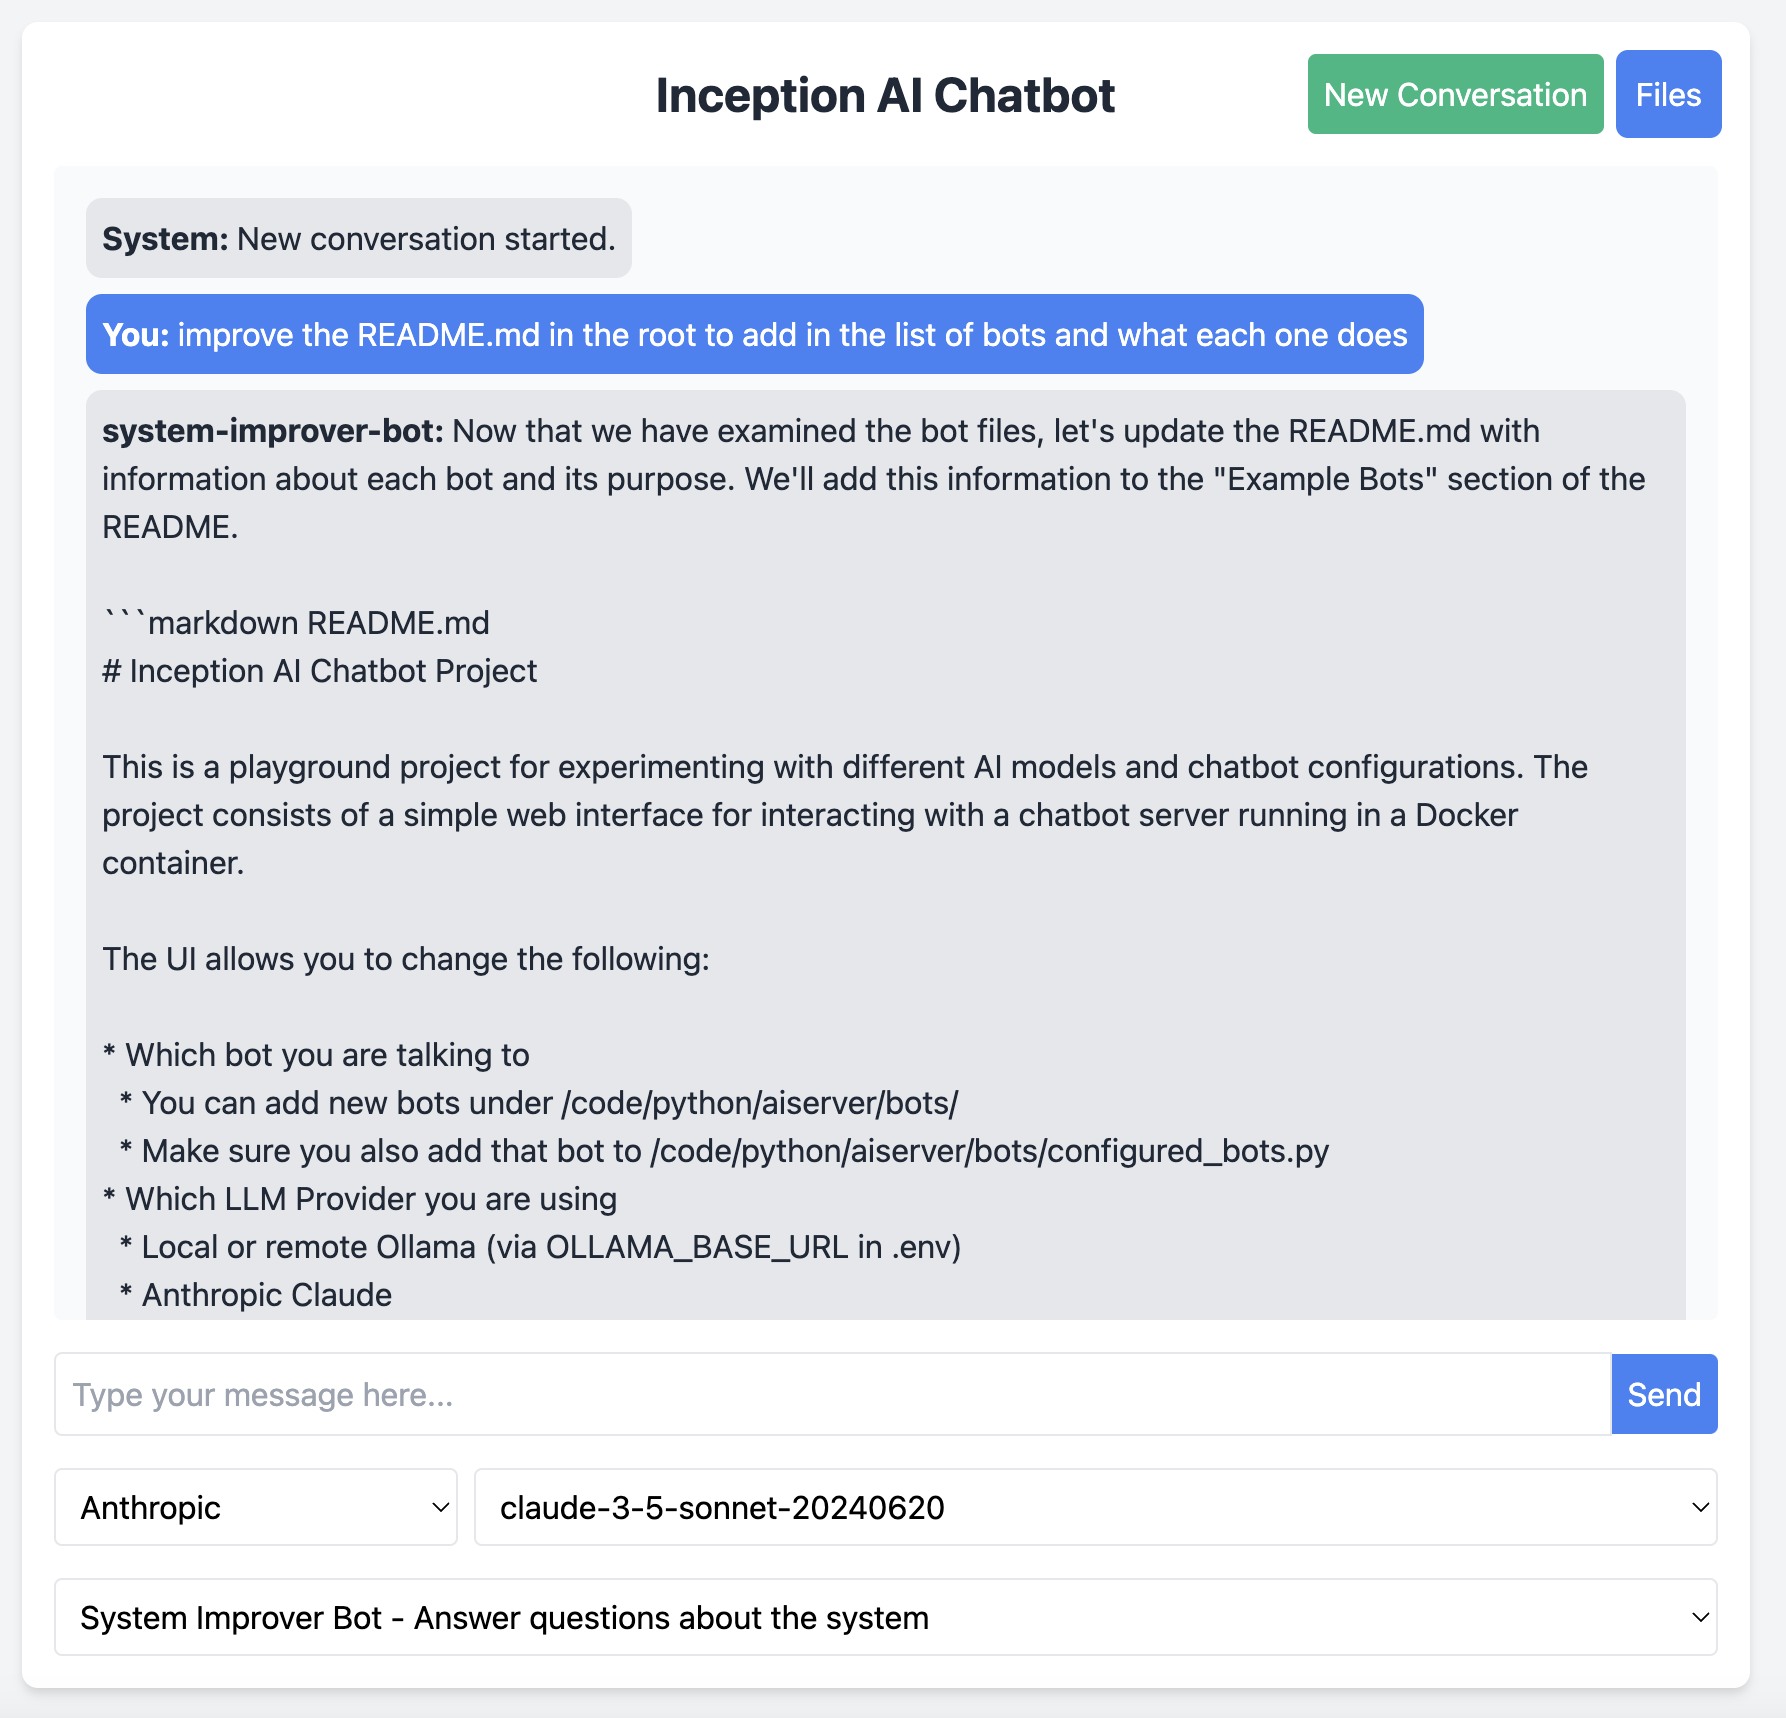 Inception AI Chatbot
New Conversation
Files
System: New conversation started.
You: improve the README.md in the root to add in the list of bots and what each one does
system-improver-bot: Now that we have examined the bot files, let's update the README.md with
information about each bot and its purpose. We'll add this information to the "Example Bots" section of the
README.
```markdown README.md
# Inception AI Chatbot Project
This is a playground project for experimenting with different AI models and chatbot configurations. The
project consists of a simple web interface for interacting with a chatbot server running in a Docker
container.
The UI allows you to change the following:
* Which bot you are talking to
  * You can add new bots under /code/python/aiserver/bots/
  * Make sure you also add that bot to /code/python/aiserver/bots/configured_bots.py
* Which LLM Provider you are using
  * Local or remote Ollama (via OLLAMA_BASE_URL in .env)
  * Anthropic Claude
Type your message here...
Send
Anthropic
claude-3-5-sonnet-20240620
System Improver Bot - Answer questions about the system